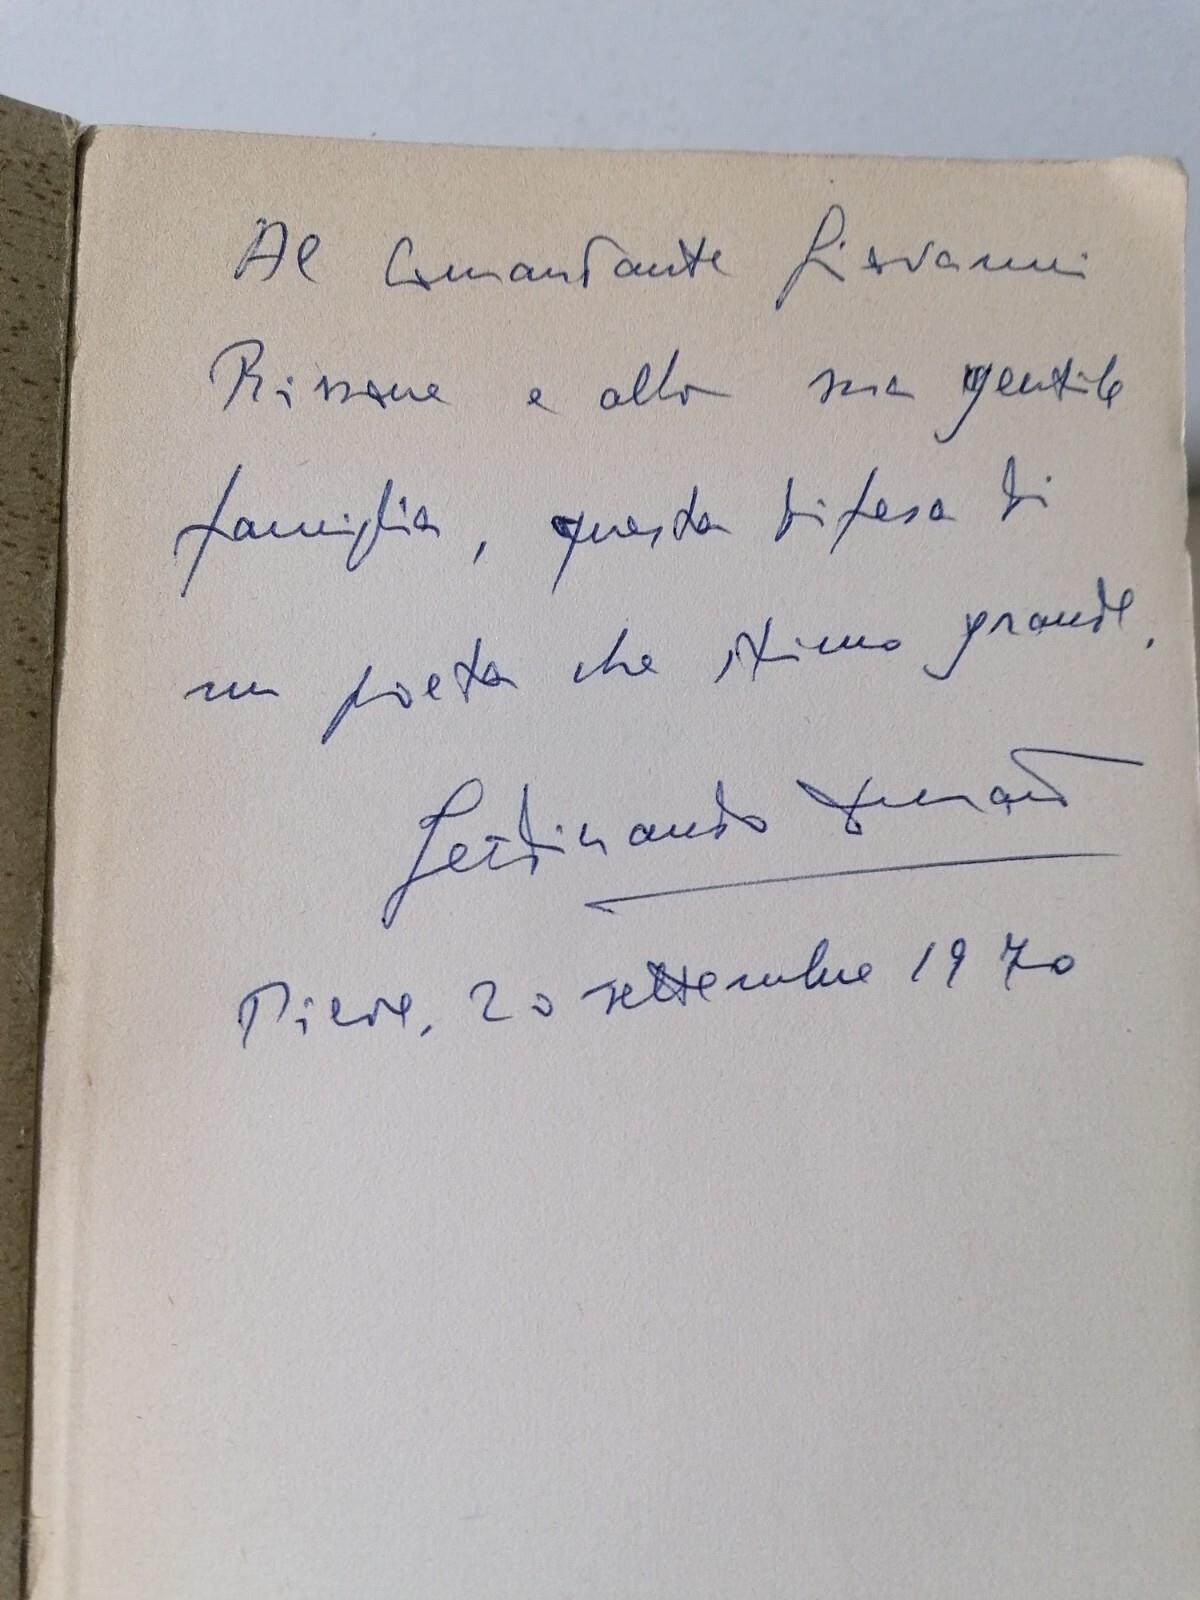 Al Comandante Giovanni
Rissone e alla sua gentile
famiglia, questa difesa di
un poeta che stimo grande.
Ferdinando
Pieve, 20 settembre 1970